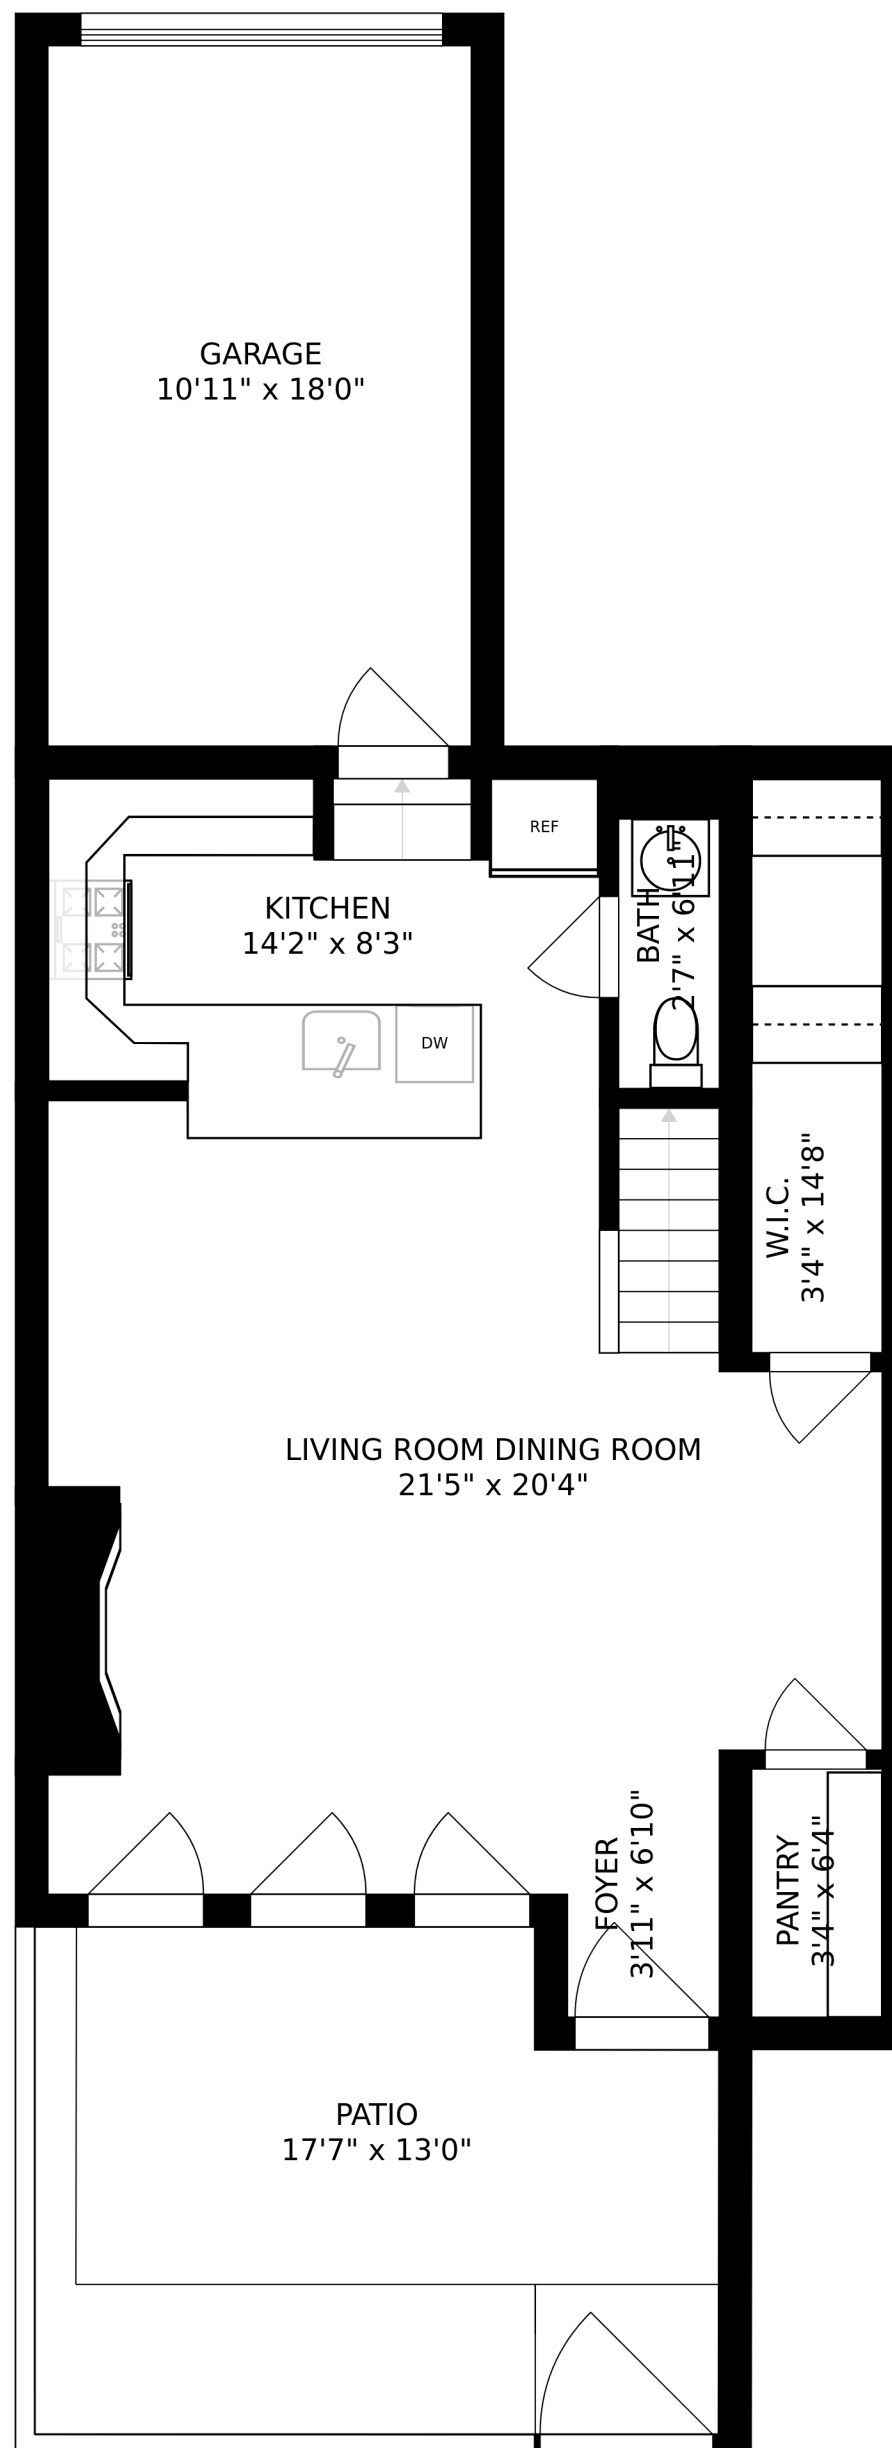 GARAGE
10'11" x 18'0"
REF
KITCHEN
14'2" x 8'3"
BATH
2'7" x 6'11"
DW
W.I.C.
3'4" x 14'8"
LIVING ROOM DINING ROOM
21'5" x 20'4"
FOYER
3'11" x 6'10"
PANTRY
3'4" x 6'4"
PATIO
17'7" x 13'0"